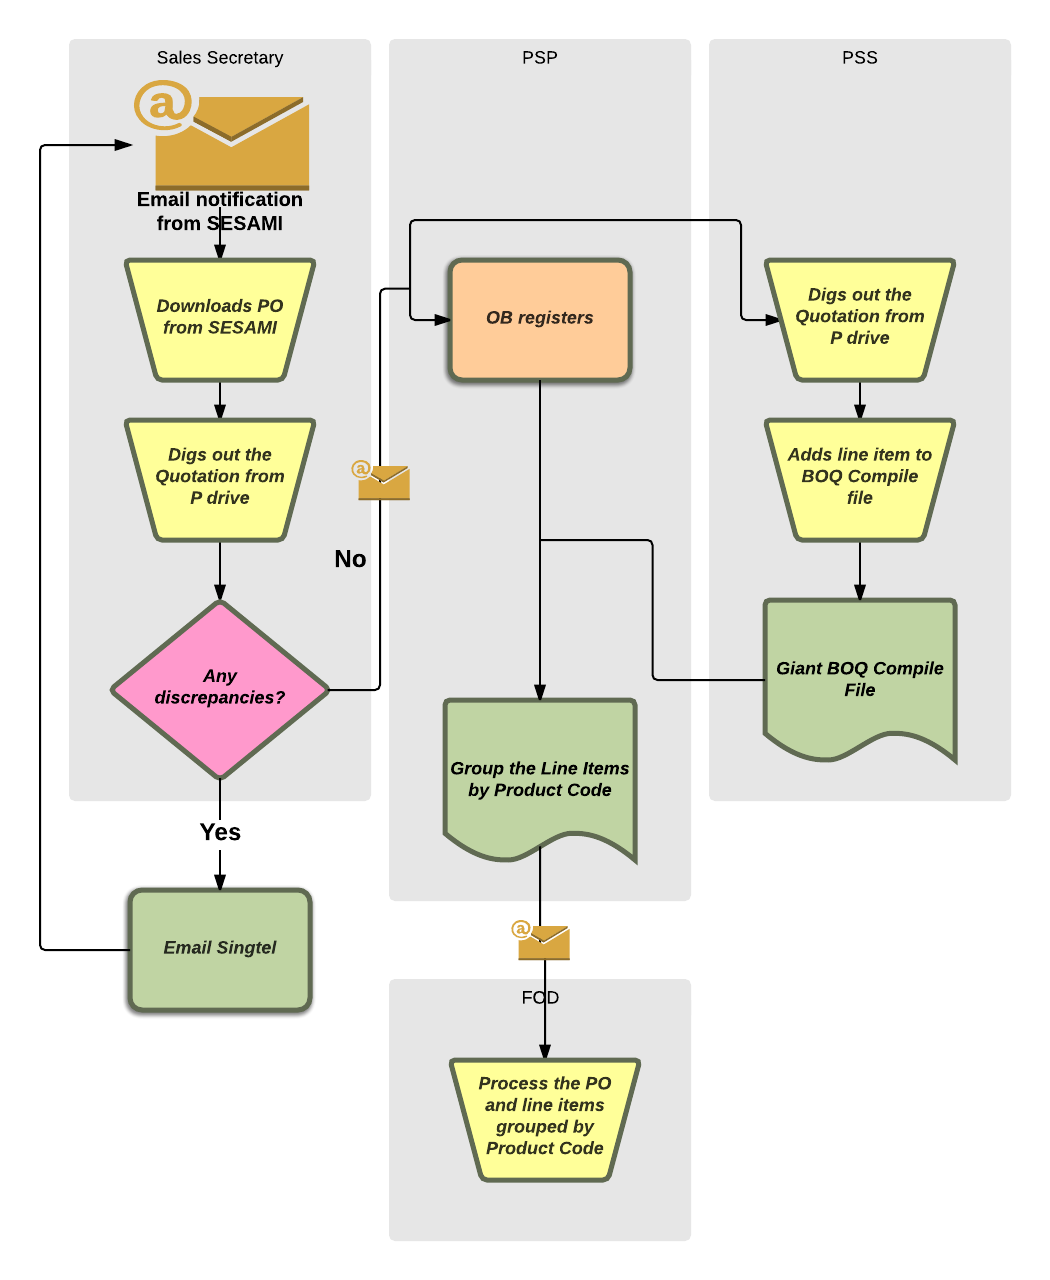 Sales Secretary
Email notification
from SESAMI
Downloads PO
from SESAMI
Digs out the
Quotation from
P drive
Any
discrepancies?
No
Yes
Email Singtel
PSP
OB registers
Group the Line Items
by Product Code
PSS
Digs out the
Quotation from
P drive
Adds line item to
BOQ Compile
file
Giant BOQ Compile
File
FOD
Process the PO
and line items
grouped by
Product Code